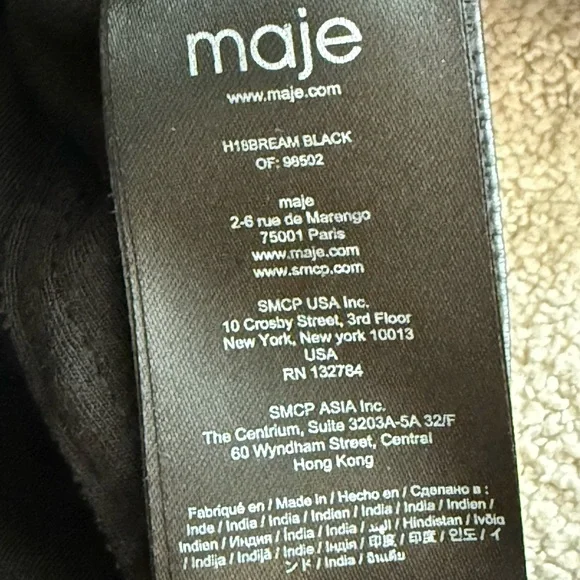 maje
www.maje.com
H18BREAM BLACK
OF: 98502
maje
2-6 rue de Marengo
75001 Paris
www.maje.com
www.smcp.com
SMCP USA Inc.
10 Crosby Street, 3rd Floor
New York, New york 10013
USA
RN 132784
SMCP ASIA Inc.
The Centrium, Suite 3203A-5A 32/F
60 Wyndham Street, Central
Hong Kong
Fabriqué en / Made in / Hecho en / Сделано в :
Inde / India / India / Indien / India / India / Indien /
Indien / Индия / India / India / الهند / Hindistan / Ινδία
/ Indija / Indijā / Indie / Індія / 印度 / 印度 / 인도 / イ
ンド / India / อินเดีย